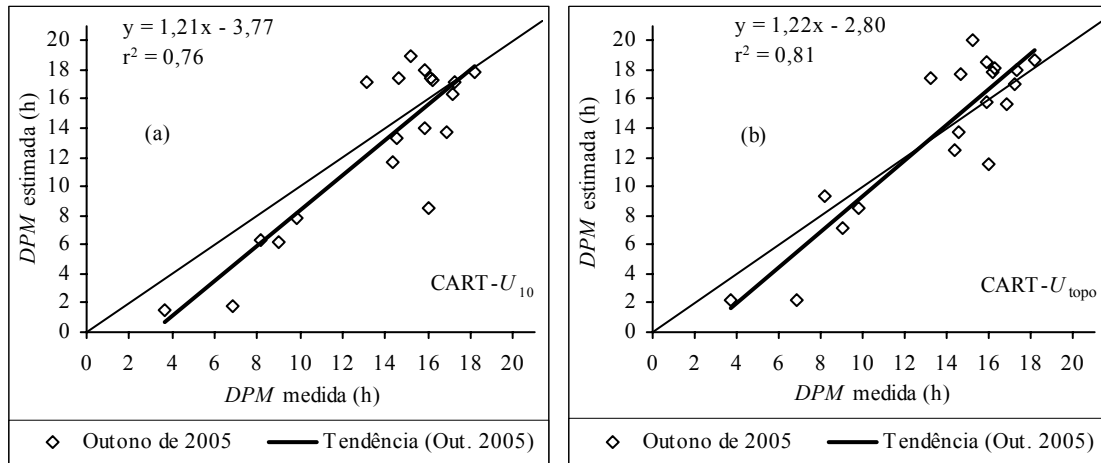 y = 1,21x - 3,77
r² = 0,76
(a)
20
18
16
14
12
10
8
6
4
2
0
DPM estimada (h)
CART-U10
0 2 4 6 8 10 12 14 16 18 20
DPM medida (h)
Outono de 2005 Tendência (Out. 2005)
y = 1,22x - 2,80
r² = 0,81
(b)
20
18
16
14
12
10
8
6
4
2
0
DPM estimada (h)
CART-Utopo
0 2 4 6 8 10 12 14 16 18 20
DPM medida (h)
Outono de 2005 Tendência (Out. 2005)